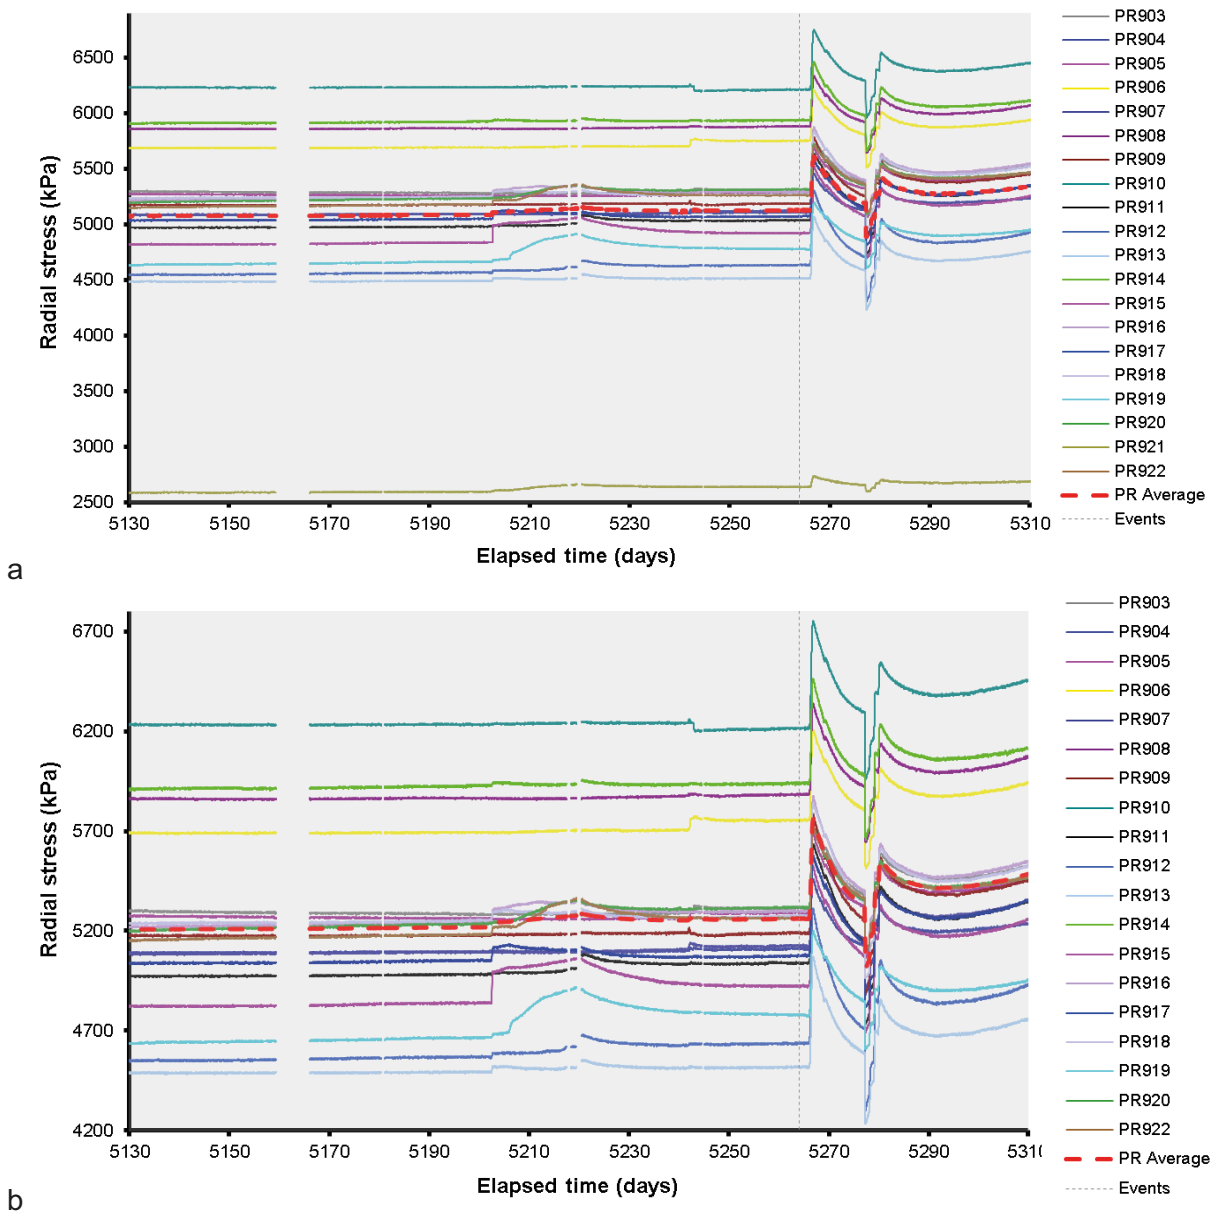 6500
6000
5500
5000
4500
4000
3500
3000
2500
Radial stress (kPa)
5130 5150 5170 5190 5210 5230 5250 5270 5290 5310
Elapsed time (days)
PR903
PR904
PR905
PR906
PR907
PR908
PR909
PR910
PR911
PR912
PR913
PR914
PR915
PR916
PR917
PR918
PR919
PR920
PR921
PR922
PR Average
Events
a
6700
6200
5700
5200
4700
4200
Radial stress (kPa)
5130 5150 5170 5190 5210 5230 5250 5270 5290 5310
Elapsed time (days)
PR903
PR904
PR905
PR906
PR907
PR908
PR909
PR910
PR911
PR912
PR913
PR914
PR915
PR916
PR917
PR918
PR919
PR920
PR922
PR Average
Events
b